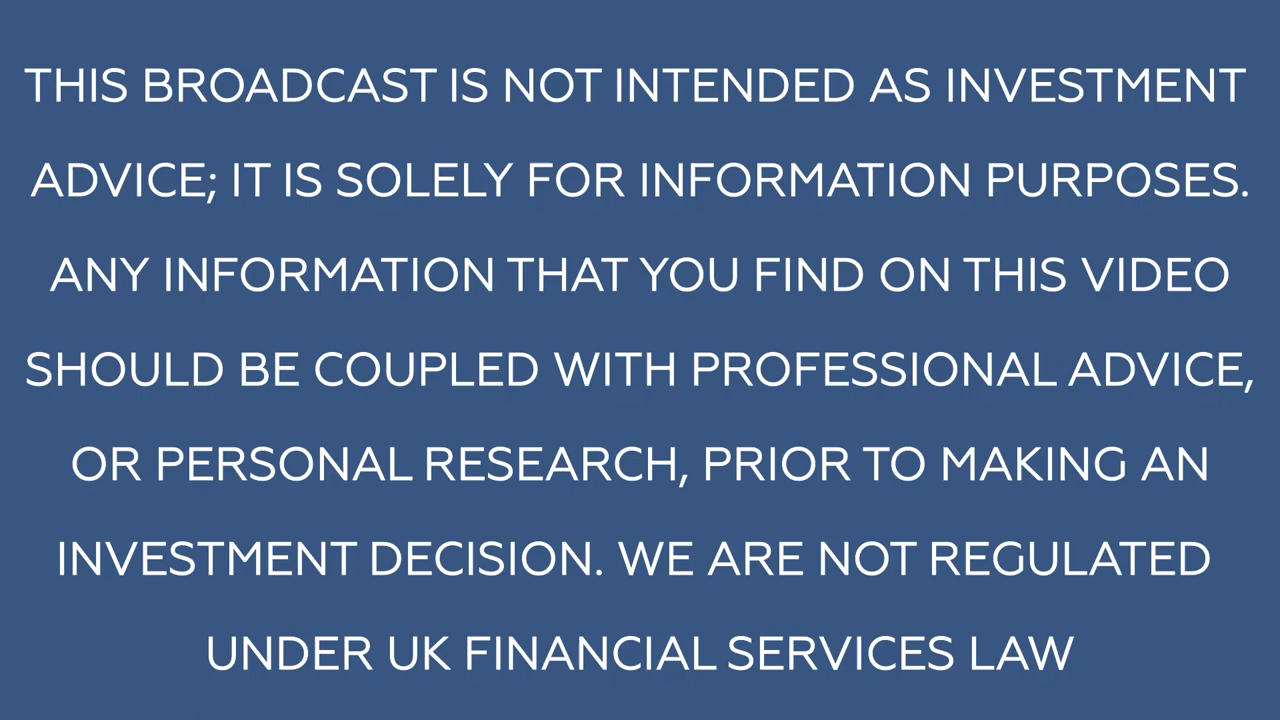 THIS BROADCAST IS NOT INTENDED AS INVESTMENT
ADVICE; IT IS SOLELY FOR INFORMATION PURPOSES.
ANY INFORMATION THAT YOU FIND ON THIS VIDEO
SHOULD BE COUPLED WITH PROFESSIONAL ADVICE,
OR PERSONAL RESEARCH, PRIOR TO MAKING AN
INVESTMENT DECISION. WE ARE NOT REGULATED
UNDER UK FINANCIAL SERVICES LAW